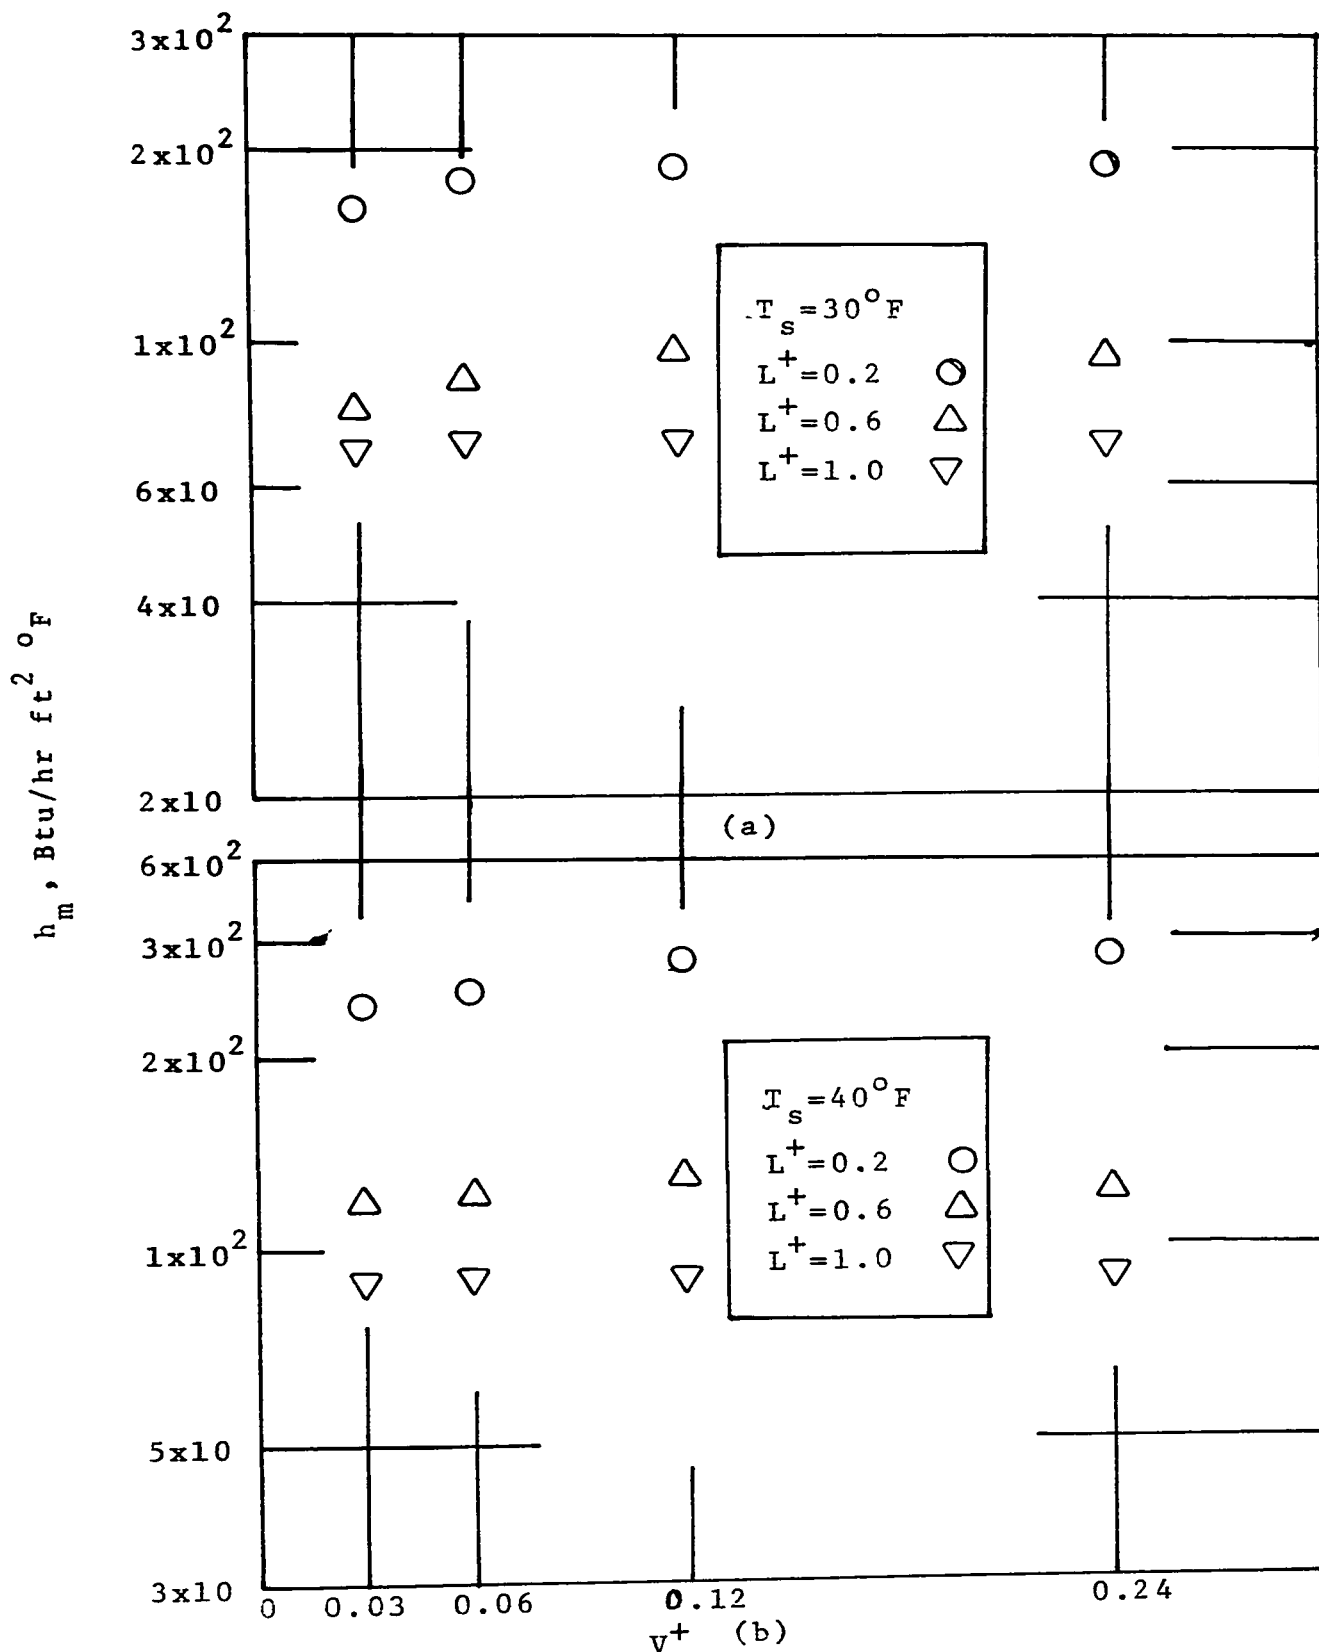 3x10²
2x10²
1x10²
6x10
4x10
2x10
T_s=30°F
L⁺=0.2
L⁺=0.6
L⁺=1.0
(a)
h_m, Btu/hr ft² °F
6x10²
3x10²
2x10²
1x10²
5x10
3x10
T_s=40°F
L⁺=0.2
L⁺=0.6
L⁺=1.0
0 0.03 0.06 0.12 0.24
V⁺ (b)